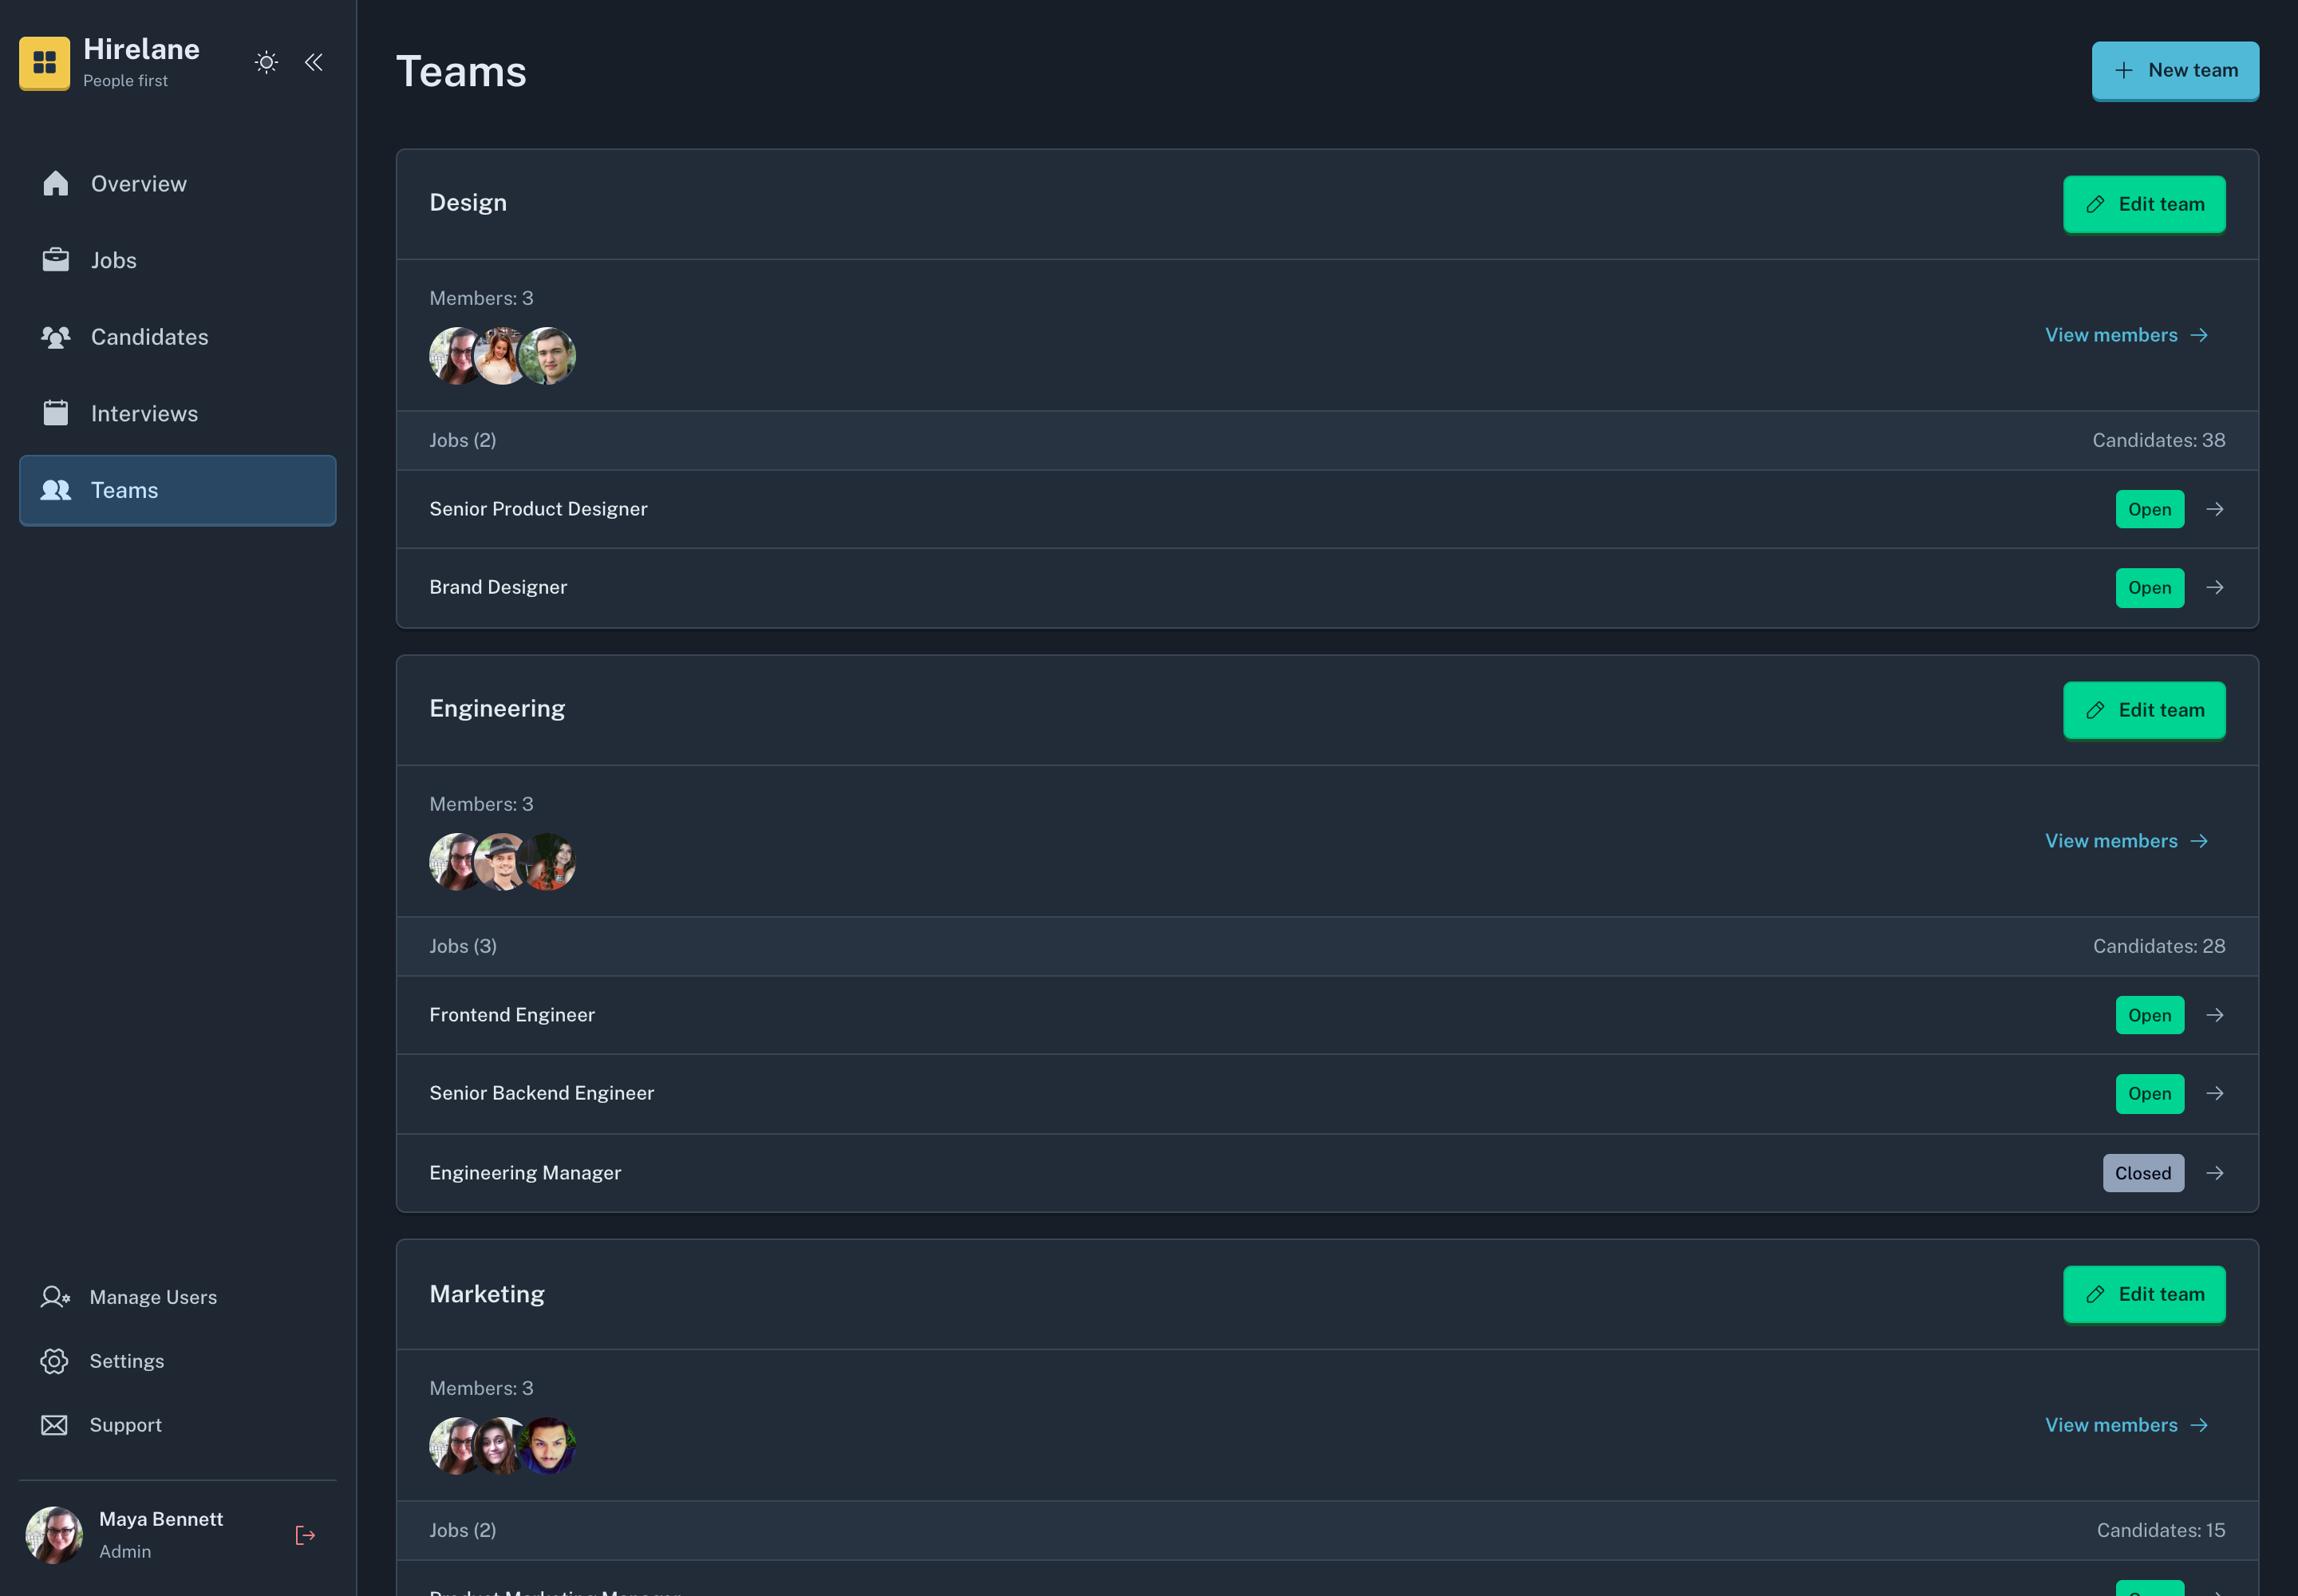 Hirelane
People first
Overview
Jobs
Candidates
Interviews
Teams
Manage Users
Settings
Support
Maya Bennett
Admin
Teams
New team
Design
Edit team
Members: 3
View members
Jobs (2)
Candidates: 38
Senior Product Designer
Open
Brand Designer
Open
Engineering
Edit team
Members: 3
View members
Jobs (3)
Candidates: 28
Frontend Engineer
Open
Senior Backend Engineer
Open
Engineering Manager
Closed
Marketing
Edit team
Members: 3
View members
Jobs (2)
Candidates: 15
Product Marketing Manager